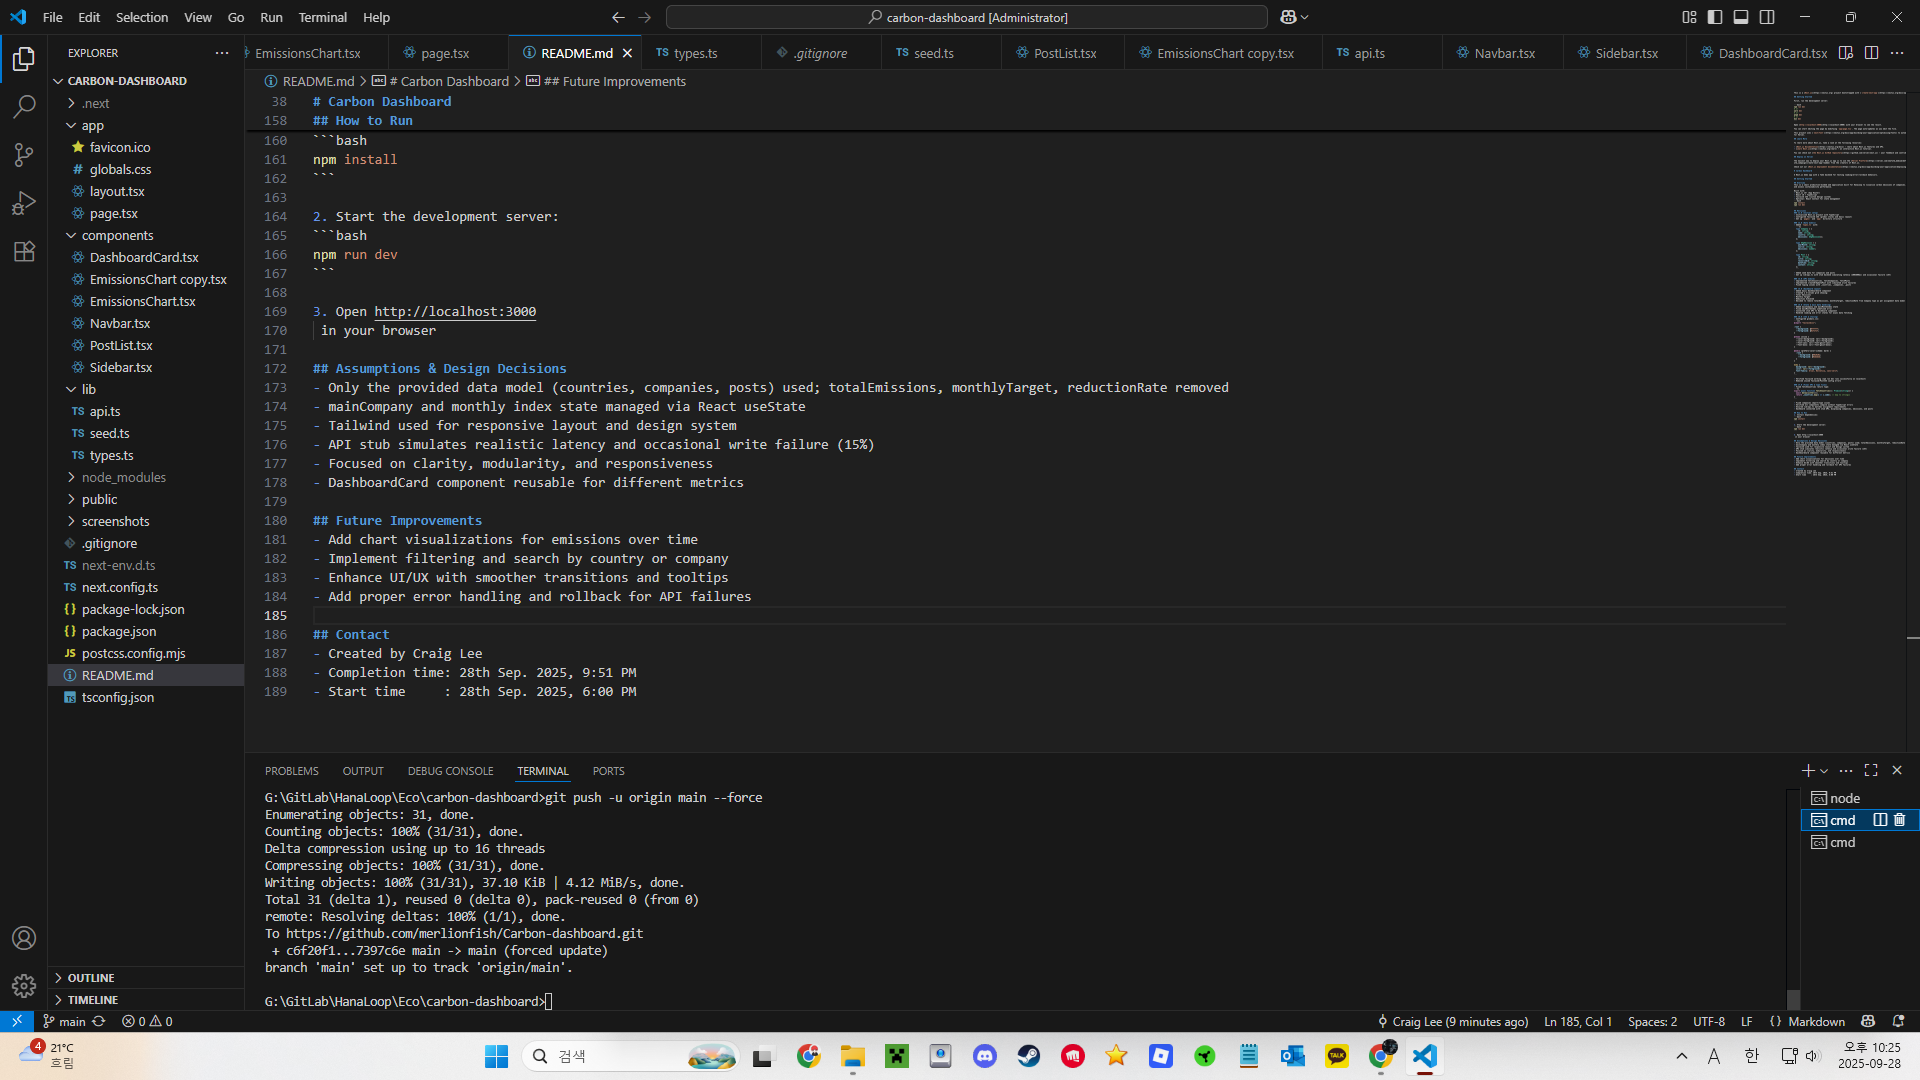 File Edit Selection View Go Run Terminal Help
carbon-dashboard [Administrator]
EXPLORER
EmissionsChart.tsx page.tsx README.md types.ts .gitignore seed.ts PostList.tsx EmissionsChart copy.tsx api.ts Navbar.tsx Sidebar.tsx DashboardCard.tsx
README.md > # Carbon Dashboard > ## Future Improvements
CARBON-DASHBOARD
.next
app
favicon.ico
globals.css
layout.tsx
page.tsx
components
DashboardCard.tsx
EmissionsChart copy.tsx
EmissionsChart.tsx
Navbar.tsx
PostList.tsx
Sidebar.tsx
lib
api.ts
seed.ts
types.ts
node_modules
public
screenshots
.gitignore
next-env.d.ts
next.config.ts
package-lock.json
package.json
postcss.config.mjs
README.md
tsconfig.json
OUTLINE
TIMELINE
38 # Carbon Dashboard
158 ## How to Run
160 ```bash
161 npm install
162 ```
163
164 2. Start the development server:
165 ```bash
166 npm run dev
167 ```
168
169 3. Open http://localhost:3000
170 in your browser
171
172 ## Assumptions & Design Decisions
173 - Only the provided data model (countries, companies, posts) used; totalEmissions, monthlyTarget, reductionRate removed
174 - mainCompany and monthly index state managed via React useState
175 - Tailwind used for responsive layout and design system
176 - API stub simulates realistic latency and occasional write failure (15%)
177 - Focused on clarity, modularity, and responsiveness
178 - DashboardCard component reusable for different metrics
179
180 ## Future Improvements
181 - Add chart visualizations for emissions over time
182 - Implement filtering and search by country or company
183 - Enhance UI/UX with smoother transitions and tooltips
184 - Add proper error handling and rollback for API failures
185
186 ## Contact
187 - Created by Craig Lee
188 - Completion time: 28th Sep. 2025, 9:51 PM
189 - Start time     : 28th Sep. 2025, 6:00 PM
PROBLEMS OUTPUT DEBUG CONSOLE TERMINAL PORTS
G:\GitLab\HanaLoop\Eco\carbon-dashboard>git push -u origin main --force
Enumerating objects: 31, done.
Counting objects: 100% (31/31), done.
Delta compression using up to 16 threads
Compressing objects: 100% (31/31), done.
Writing objects: 100% (31/31), 37.10 KiB | 4.12 MiB/s, done.
Total 31 (delta 1), reused 0 (delta 0), pack-reused 0 (from 0)
remote: Resolving deltas: 100% (1/1), done.
To https://github.com/merlionfish/Carbon-dashboard.git
 + c6f20f1...7397c6e main -> main (forced update)
branch 'main' set up to track 'origin/main'.
G:\GitLab\HanaLoop\Eco\carbon-dashboard>
node
cmd
cmd
main 0 0 Craig Lee (9 minutes ago) Ln 185, Col 1 Spaces: 2 UTF-8 LF {} Markdown
4
21°C
흐림
검색
TALK
A 한
오후 10:25
2025-09-28